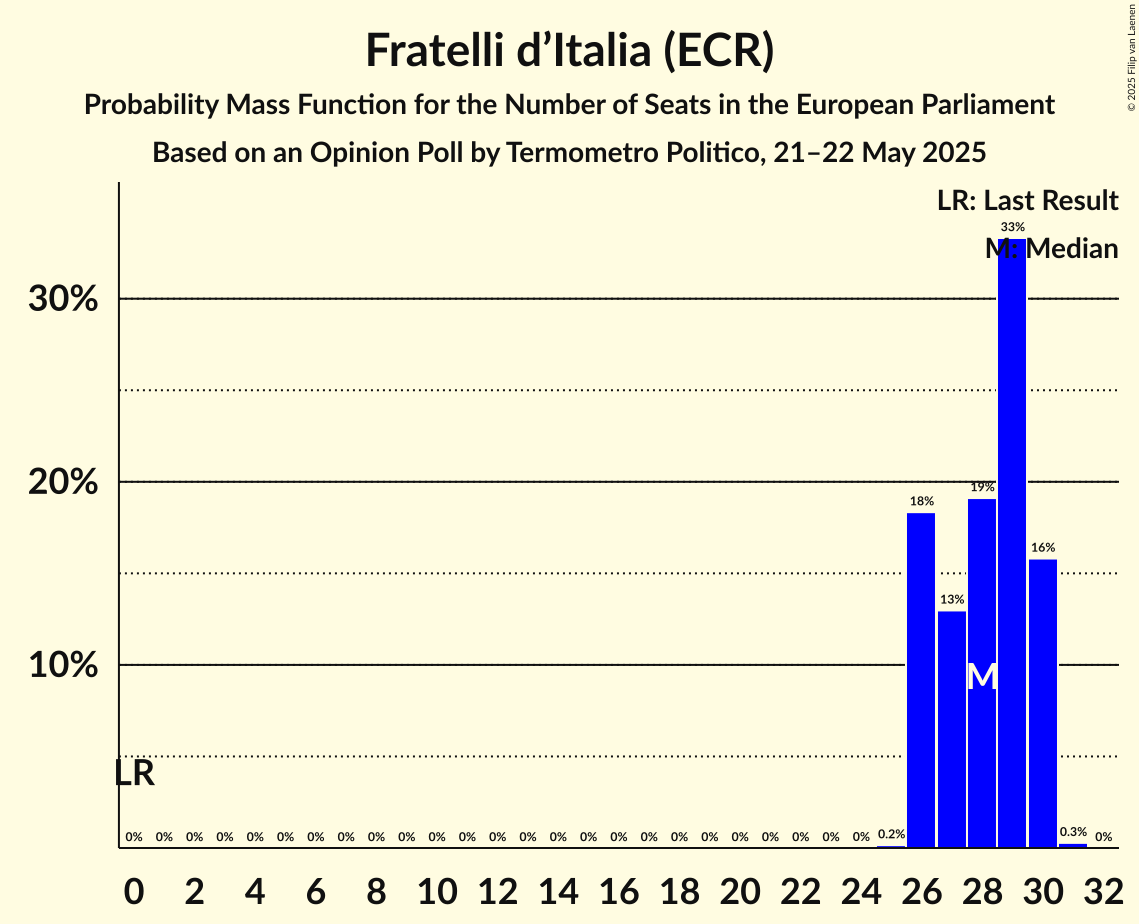 Fratelli d’Italia (ECR)
Probability Mass Function for the Number of Seats in the European Parliament
Based on an Opinion Poll by Termometro Politico, 21–22 May 2025
© 2025 Filip van Laenen
LR: Last Result
M: Median
33%
30%
20%
19%
18%
16%
13%
10%
M
LR
0% 0% 0% 0% 0% 0% 0% 0% 0% 0% 0% 0% 0% 0% 0% 0% 0% 0% 0% 0% 0% 0% 0% 0% 0% 0.2% 0.3% 0%
0 2 4 6 8 10 12 14 16 18 20 22 24 26 28 30 32